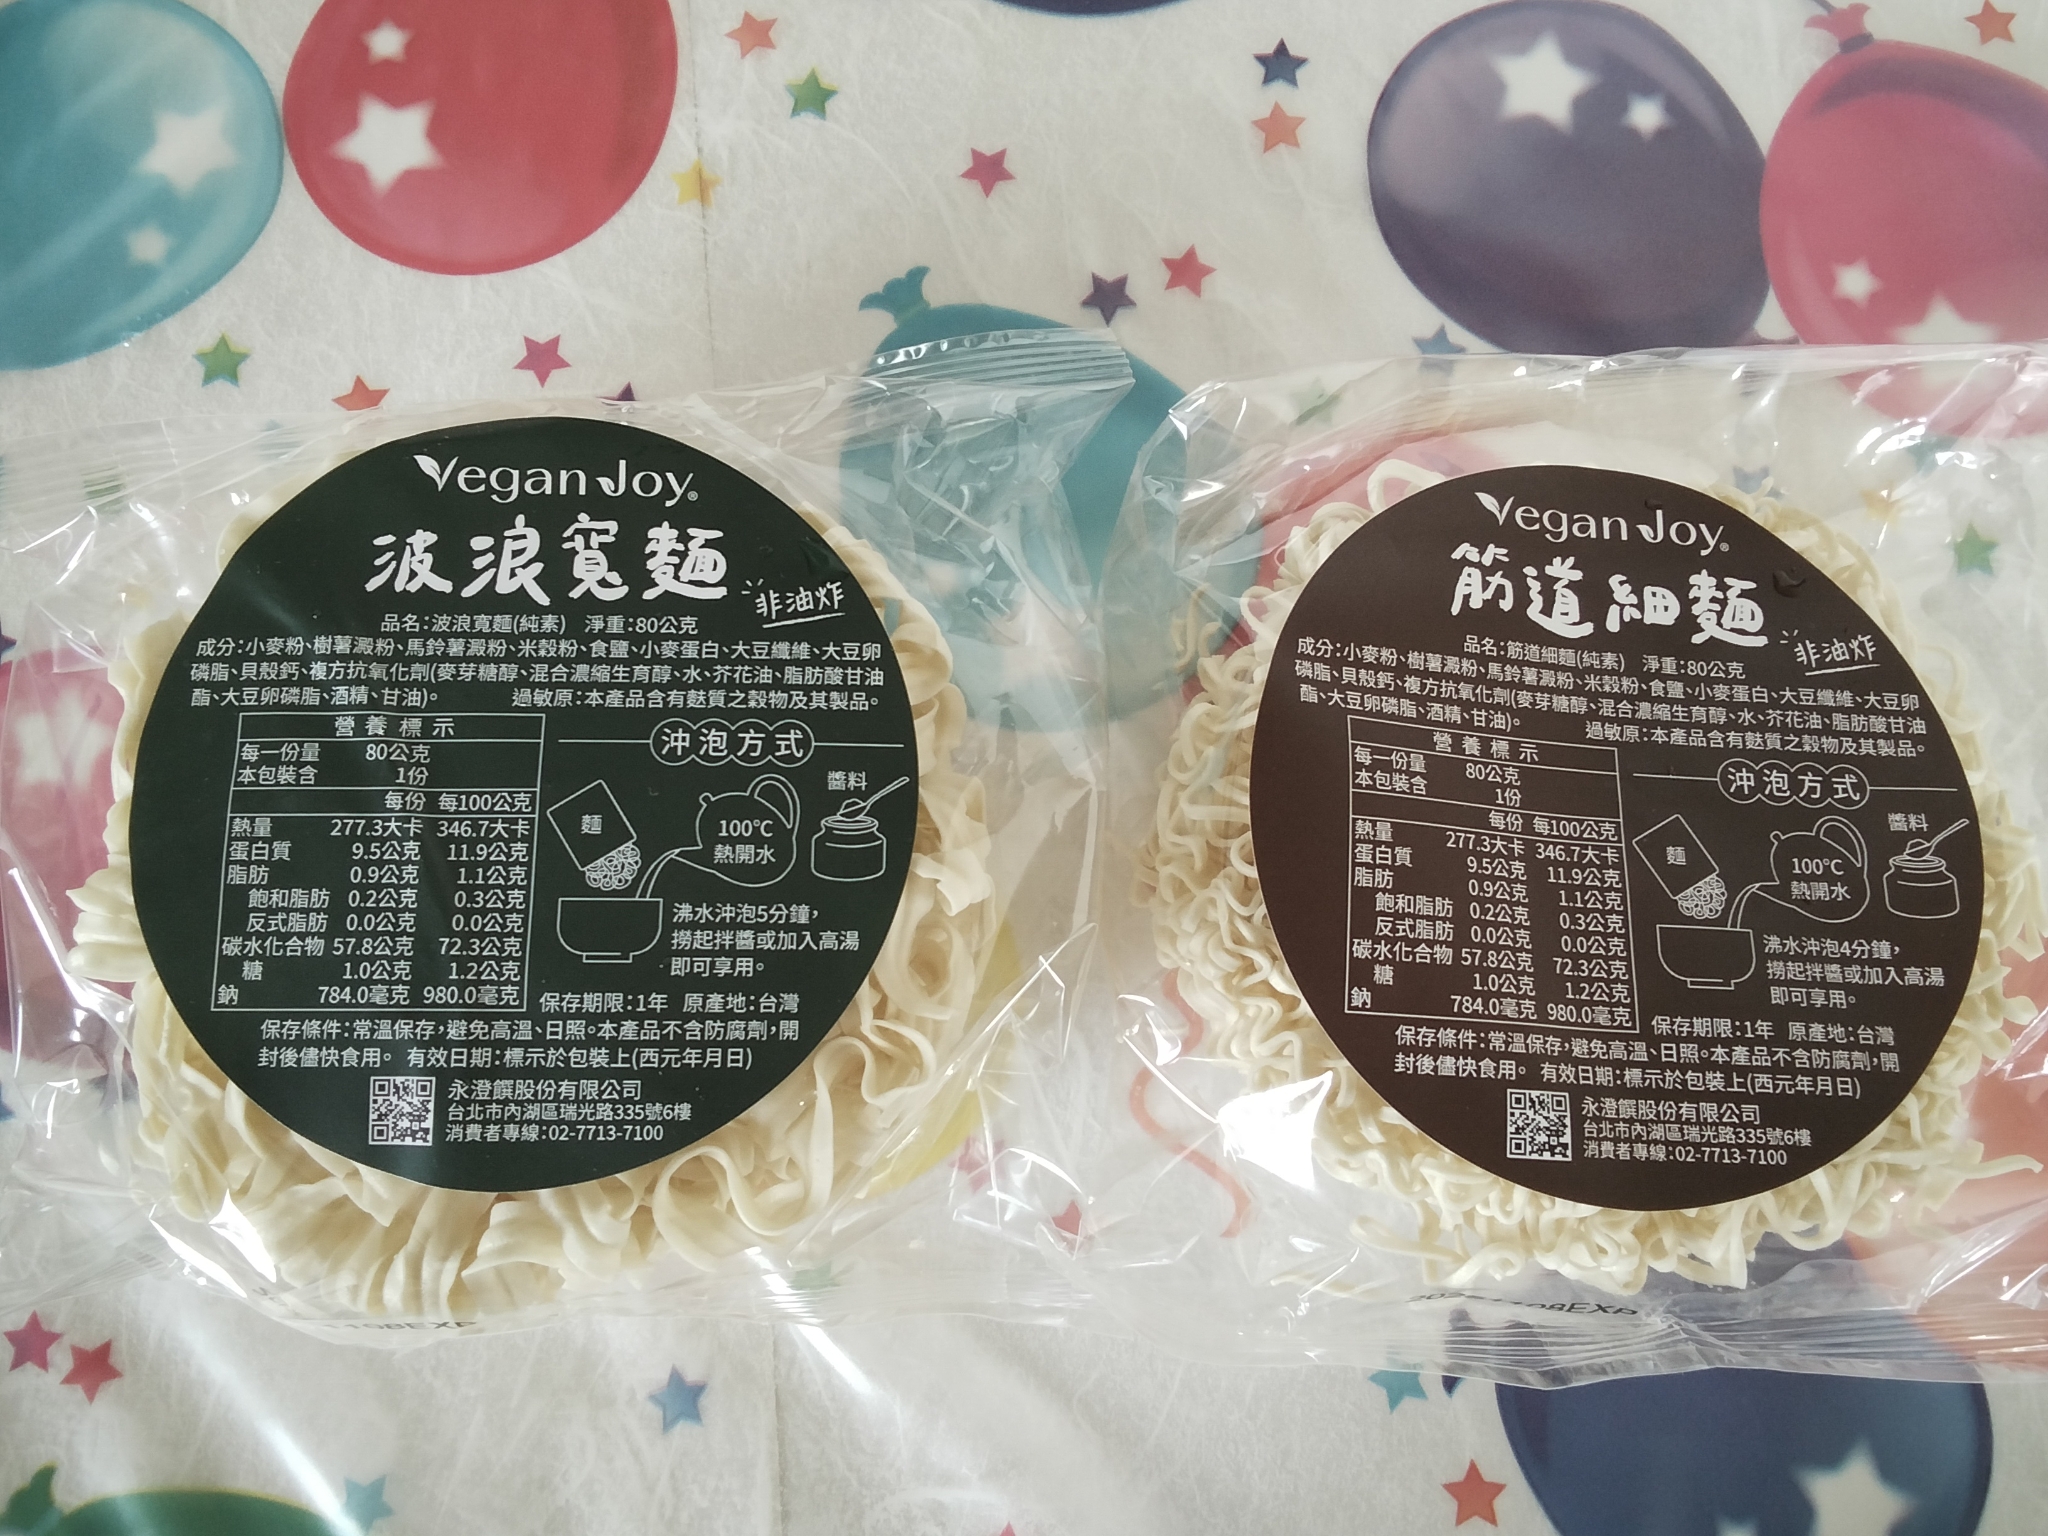 Vegan Joy®
波浪寬麵
非油炸
品名:波浪寬麵(純素) 淨重:80公克
成分:小麥粉、樹薯澱粉、馬鈴薯澱粉、米穀粉、食鹽、小麥蛋白、大豆纖維、大豆卵
磷脂、貝殼鈣、複方抗氧化劑(麥芽糖醇、混合濃縮生育醇、水、芥花油、脂肪酸甘油
酯、大豆卵磷脂、酒精、甘油)。 過敏原:本產品含有麩質之穀物及其製品。
營養標示
每一份量 80公克
本包裝含 1份
每份 每100公克
熱量 277.3大卡 346.7大卡
蛋白質 9.5公克 11.9公克
脂肪 0.9公克 1.1公克
飽和脂肪 0.2公克 0.3公克
反式脂肪 0.0公克 0.0公克
碳水化合物 57.8公克 72.3公克
糖 1.0公克 1.2公克
鈉 784.0毫克 980.0毫克
沖泡方式
麵
100°C
熱開水
醬料
沸水沖泡5分鐘,
撈起拌醬或加入高湯
即可享用。
保存期限:1年 原產地:台灣
保存條件:常溫保存,避免高溫、日照。本產品不含防腐劑,開
封後儘快食用。 有效日期:標示於包裝上(西元年月日)
永澄饌股份有限公司
台北市內湖區瑞光路335號6樓
消費者專線:02-7713-7100
1108EXP
Vegan Joy®
筋道細麵
非油炸
品名:筋道細麵(純素) 淨重:80公克
成分:小麥粉、樹薯澱粉、馬鈴薯澱粉、米穀粉、食鹽、小麥蛋白、大豆纖維、大豆卵
磷脂、貝殼鈣、複方抗氧化劑(麥芽糖醇、混合濃縮生育醇、水、芥花油、脂肪酸甘油
酯、大豆卵磷脂、酒精、甘油)。 過敏原:本產品含有麩質之穀物及其製品。
營養標示
每一份量 80公克
本包裝含 1份
每份 每100公克
熱量 277.3大卡 346.7大卡
蛋白質 9.5公克 11.9公克
脂肪 0.9公克 1.1公克
飽和脂肪 0.2公克 0.3公克
反式脂肪 0.0公克 0.0公克
碳水化合物 57.8公克 72.3公克
糖 1.0公克 1.2公克
鈉 784.0毫克 980.0毫克
沖泡方式
麵
100°C
熱開水
醬料
沸水沖泡4分鐘,
撈起拌醬或加入高湯
即可享用。
保存期限:1年 原產地:台灣
保存條件:常溫保存,避免高溫、日照。本產品不含防腐劑,開
封後儘快食用。 有效日期:標示於包裝上(西元年月日)
永澄饌股份有限公司
台北市內湖區瑞光路335號6樓
消費者專線:02-7713-7100